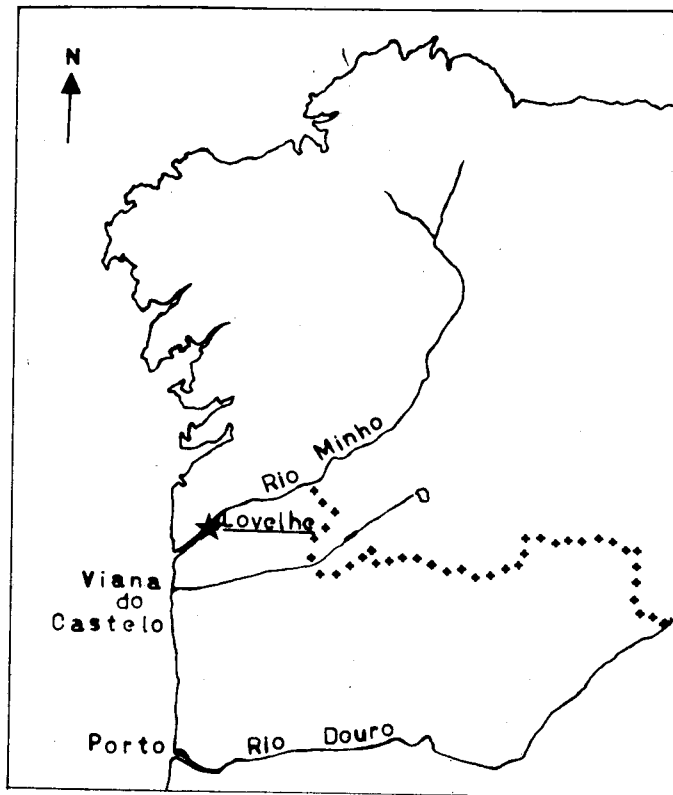 N
Rio Minho
Lovelhe
Viana
do
Castelo
Porto
Rio Douro